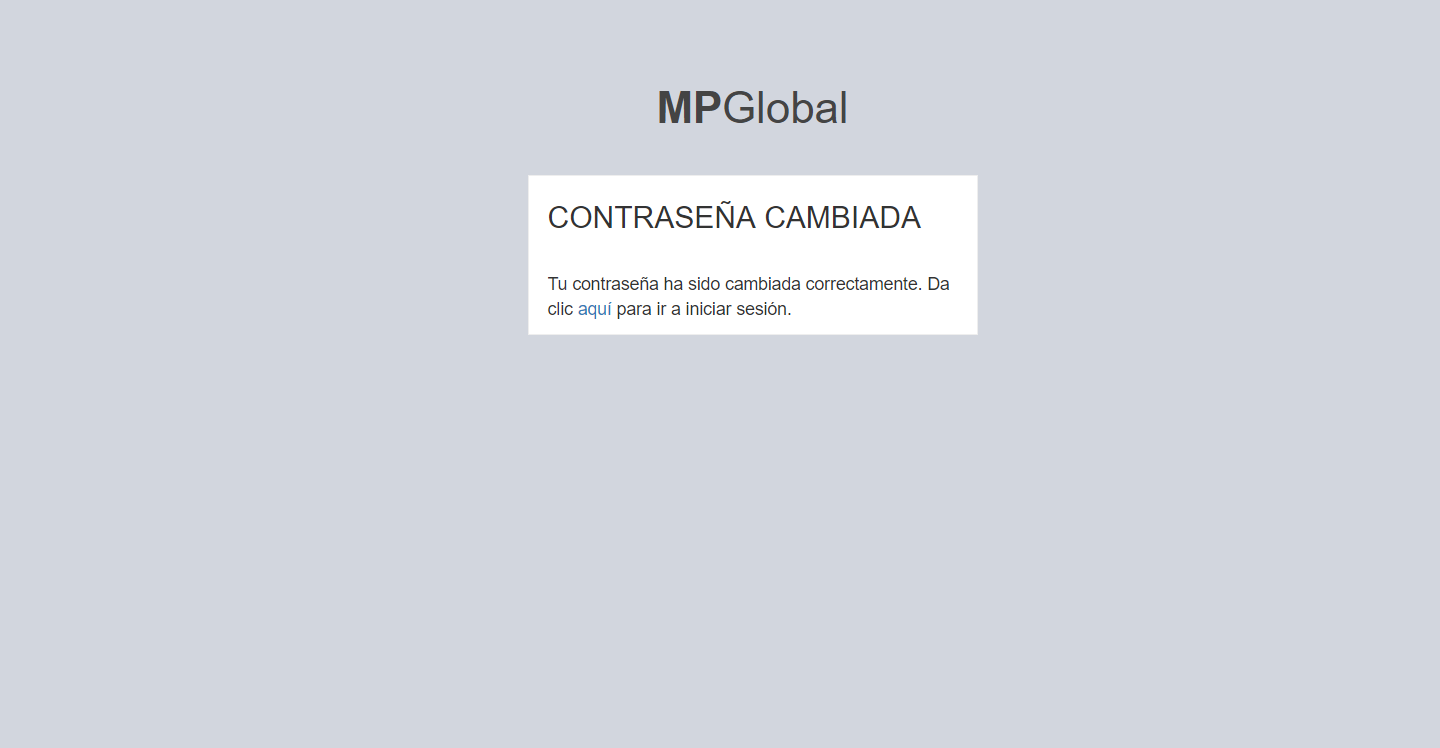 MPGlobal
CONTRASEÑA CAMBIADA
Tu contraseña ha sido cambiada correctamente. Da
clic aquí para ir a iniciar sesión.